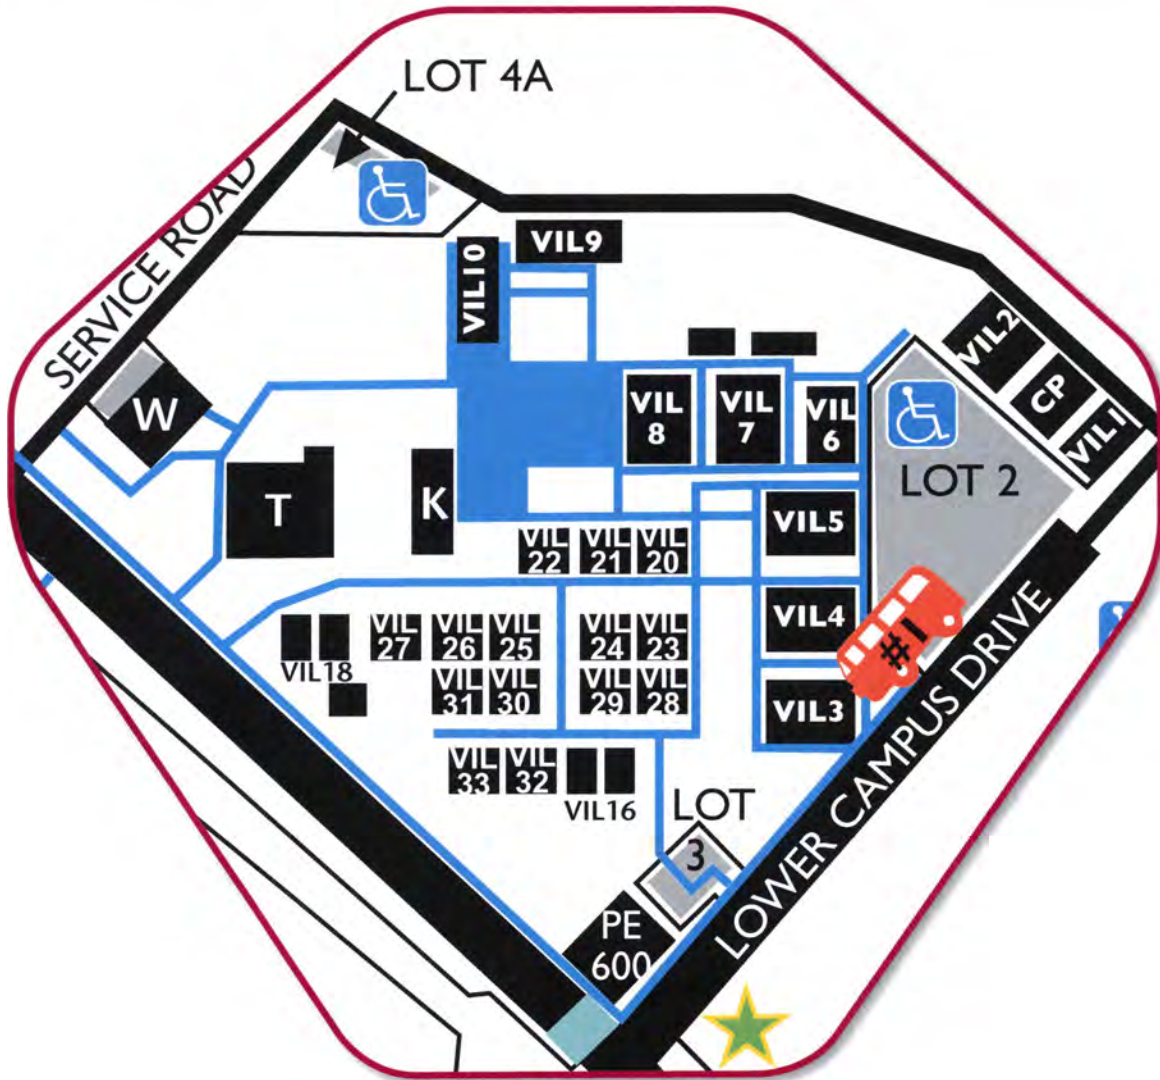 LOT 4A
SERVICE ROAD
VIL9
VIL10
VIL2
CP
VIL1
W
VIL
8
VIL
7
VIL
6
LOT 2
T
K
VIL5
VIL
22
VIL
21
VIL
20
VIL4
#1
VIL
27
VIL
26
VIL
25
VIL
24
VIL
23
VIL18
VIL
31
VIL
30
VIL
29
VIL
28
VIL3
VIL
33
VIL
32
VIL16
LOT
3
LOWER CAMPUS DRIVE
PE
600